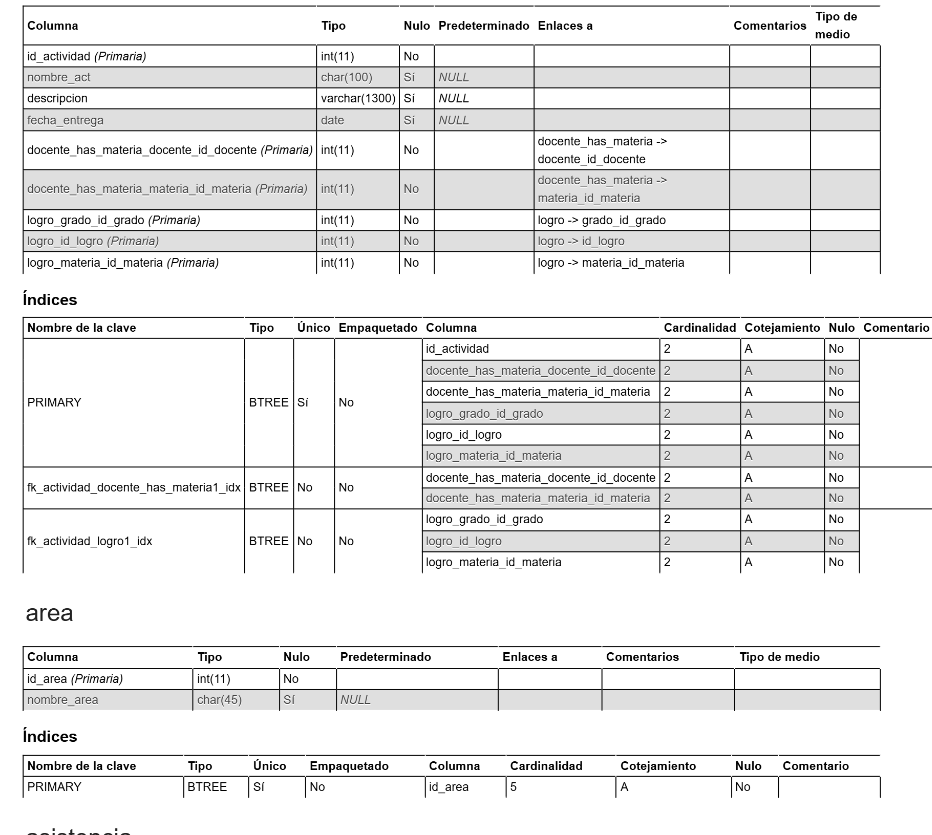 Columna Tipo Nulo Predeterminado Enlaces a Comentarios Tipo de medio
id_actividad (Primaria) int(11) No
nombre_act char(100) Sí NULL
descripcion varchar(1300) Sí NULL
fecha_entrega date Sí NULL
docente_has_materia_docente_id_docente (Primaria) int(11) No docente_has_materia -> docente_id_docente
docente_has_materia_materia_id_materia (Primaria) int(11) No docente_has_materia -> materia_id_materia
logro_grado_id_grado (Primaria) int(11) No logro -> grado_id_grado
logro_id_logro (Primaria) int(11) No logro -> id_logro
logro_materia_id_materia (Primaria) int(11) No logro -> materia_id_materia
Índices
Nombre de la clave Tipo Único Empaquetado Columna Cardinalidad Cotejamiento Nulo Comentario
PRIMARY BTREE Sí No id_actividad 2 A No
docente_has_materia_docente_id_docente 2 A No
docente_has_materia_materia_id_materia 2 A No
logro_grado_id_grado 2 A No
logro_id_logro 2 A No
logro_materia_id_materia 2 A No
fk_actividad_docente_has_materia1_idx BTREE No No docente_has_materia_docente_id_docente 2 A No
docente_has_materia_materia_id_materia 2 A No
fk_actividad_logro1_idx BTREE No No logro_grado_id_grado 2 A No
logro_id_logro 2 A No
logro_materia_id_materia 2 A No
area
Columna Tipo Nulo Predeterminado Enlaces a Comentarios Tipo de medio
id_area (Primaria) int(11) No
nombre_area char(45) Sí NULL
Índices
Nombre de la clave Tipo Único Empaquetado Columna Cardinalidad Cotejamiento Nulo Comentario
PRIMARY BTREE Sí No id_area 5 A No
asistencia